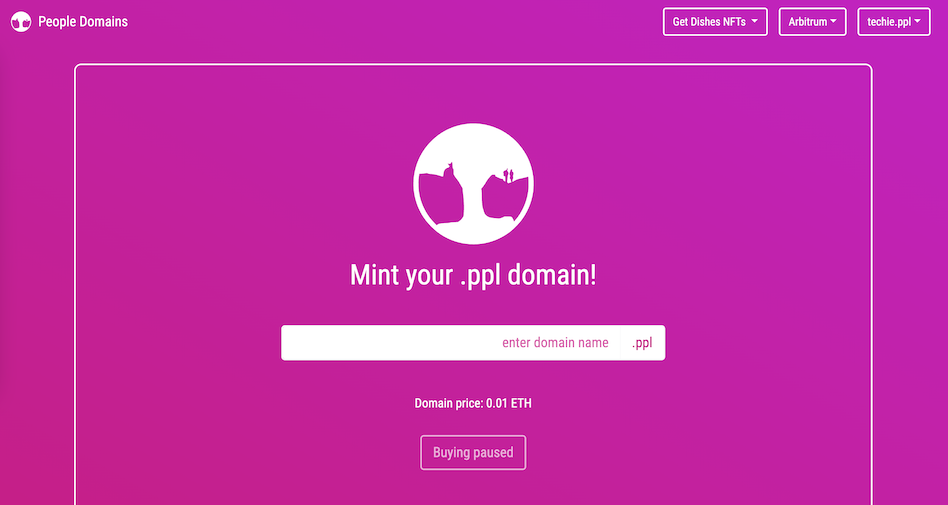 People Domains
Get Dishes NFTs
Arbitrum
techie.ppl
Mint your .ppl domain!
enter domain name .ppl
Domain price: 0.01 ETH
Buying paused